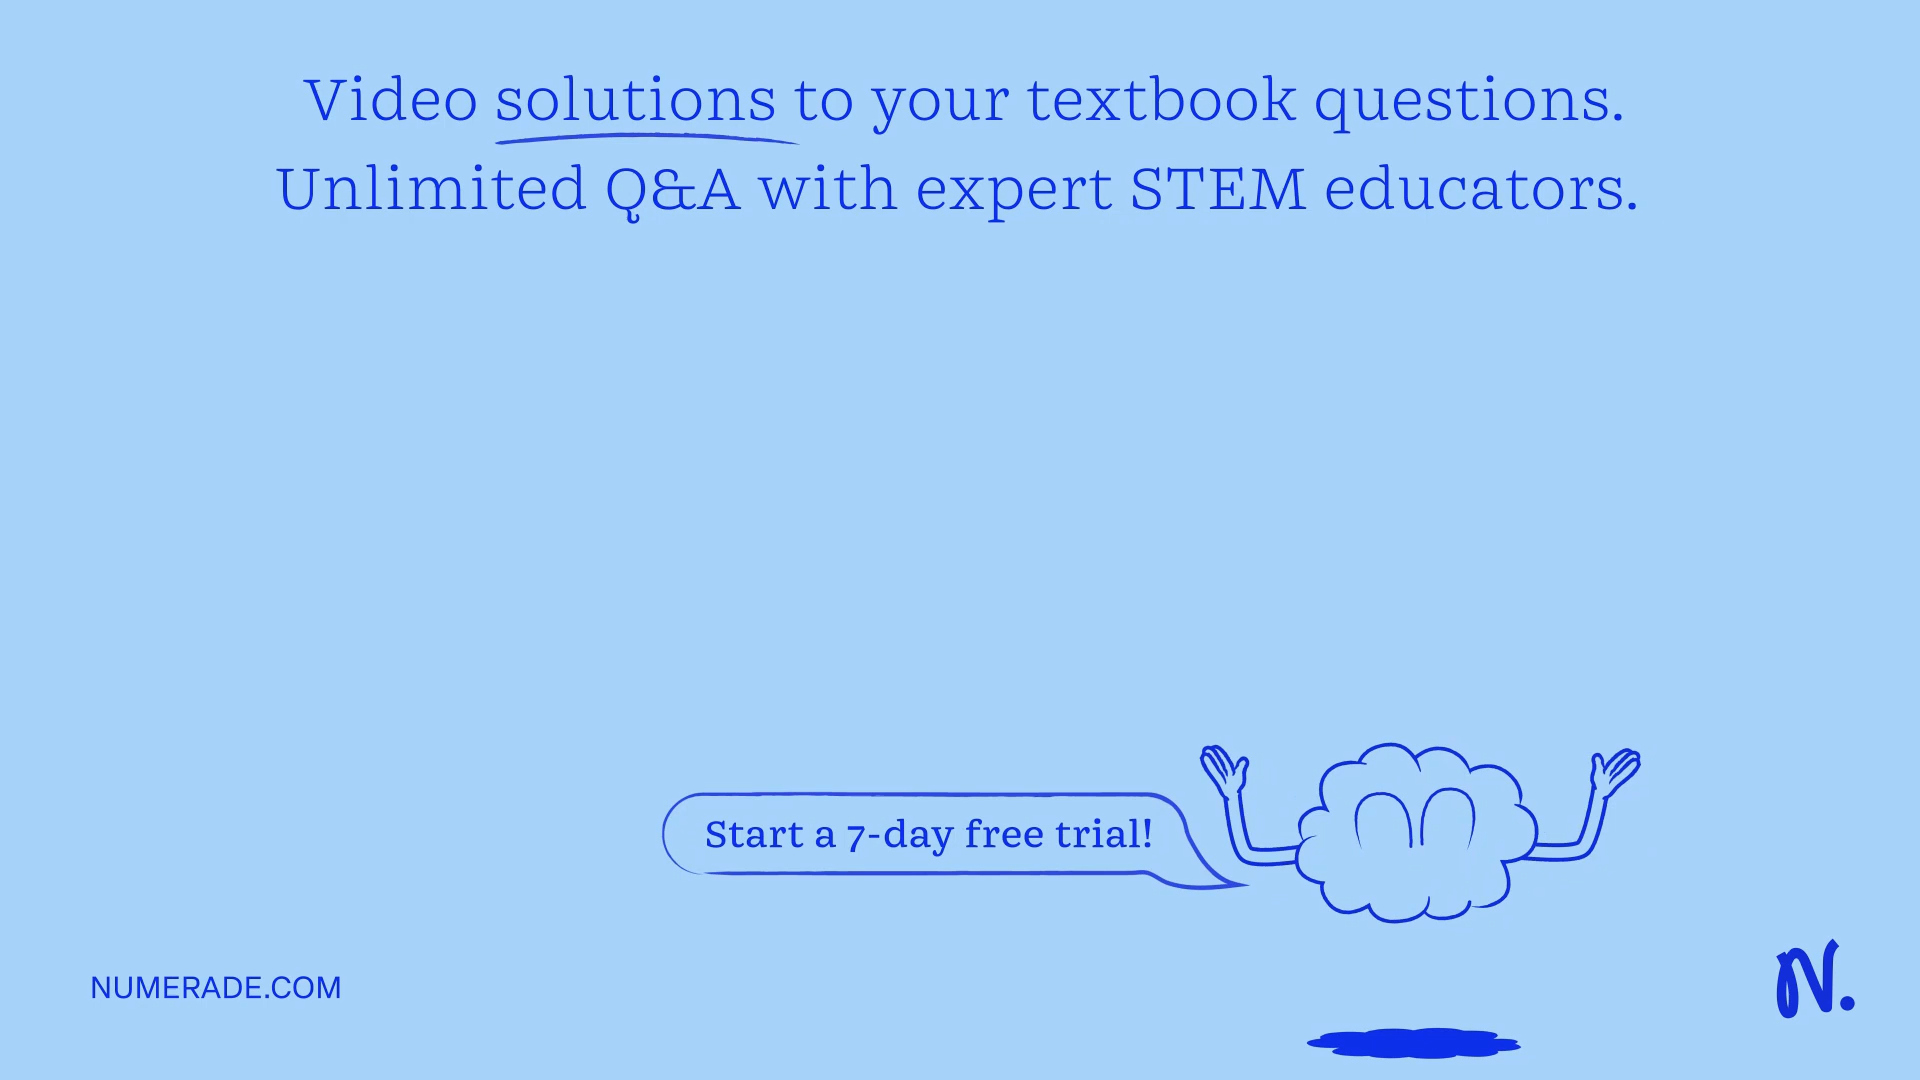 Video solutions to your textbook questions.
Unlimited Q&A with expert STEM educators.
Start a 7-day free trial!
NUMERADE.COM
N.